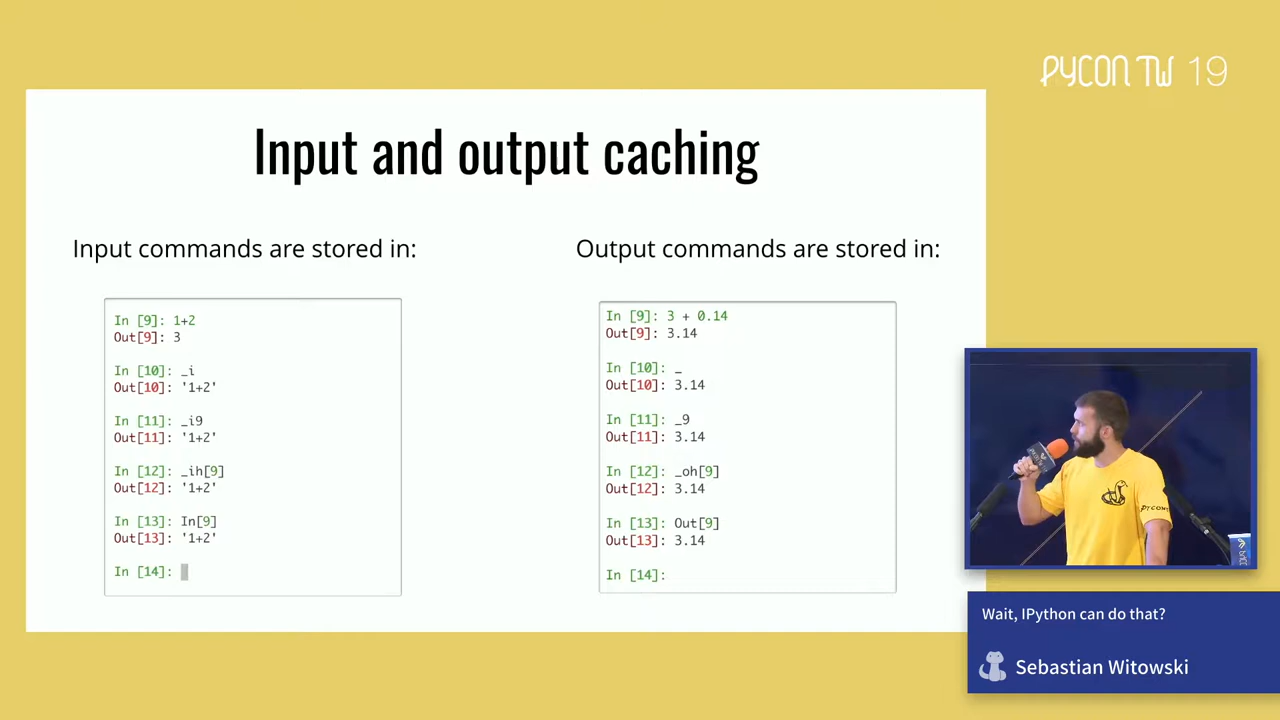 PYCON TW 19
Input and output caching
Input commands are stored in:
In [9]: 1+2
Out[9]: 3
In [10]: _i
Out[10]: '1+2'
In [11]: _i9
Out[11]: '1+2'
In [12]: _ih[9]
Out[12]: '1+2'
In [13]: In[9]
Out[13]: '1+2'
In [14]:
Output commands are stored in:
In [9]: 3 + 0.14
Out[9]: 3.14
In [10]: _
Out[10]: 3.14
In [11]: _9
Out[11]: 3.14
In [12]: _oh[9]
Out[12]: 3.14
In [13]: Out[9]
Out[13]: 3.14
In [14]:
Wait, IPython can do that?
Sebastian Witowski